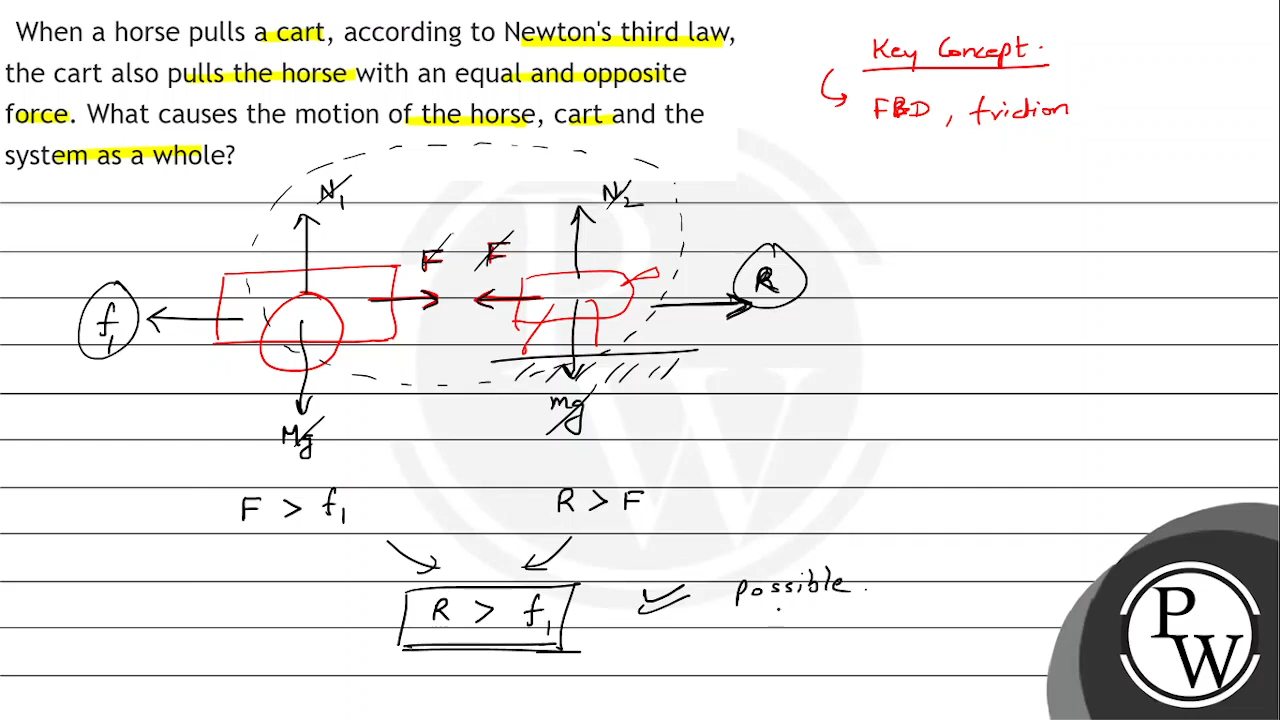 When a horse pulls a cart, according to Newton's third law,
the cart also pulls the horse with an equal and opposite
force. What causes the motion of the horse, cart and the
system as a whole?
Key Concept.
FBD, friction
N₁
N₂
F
F
R
f₁
Mg
mg
F > f₁
R > F
R > f₁
possible.
PW
PW